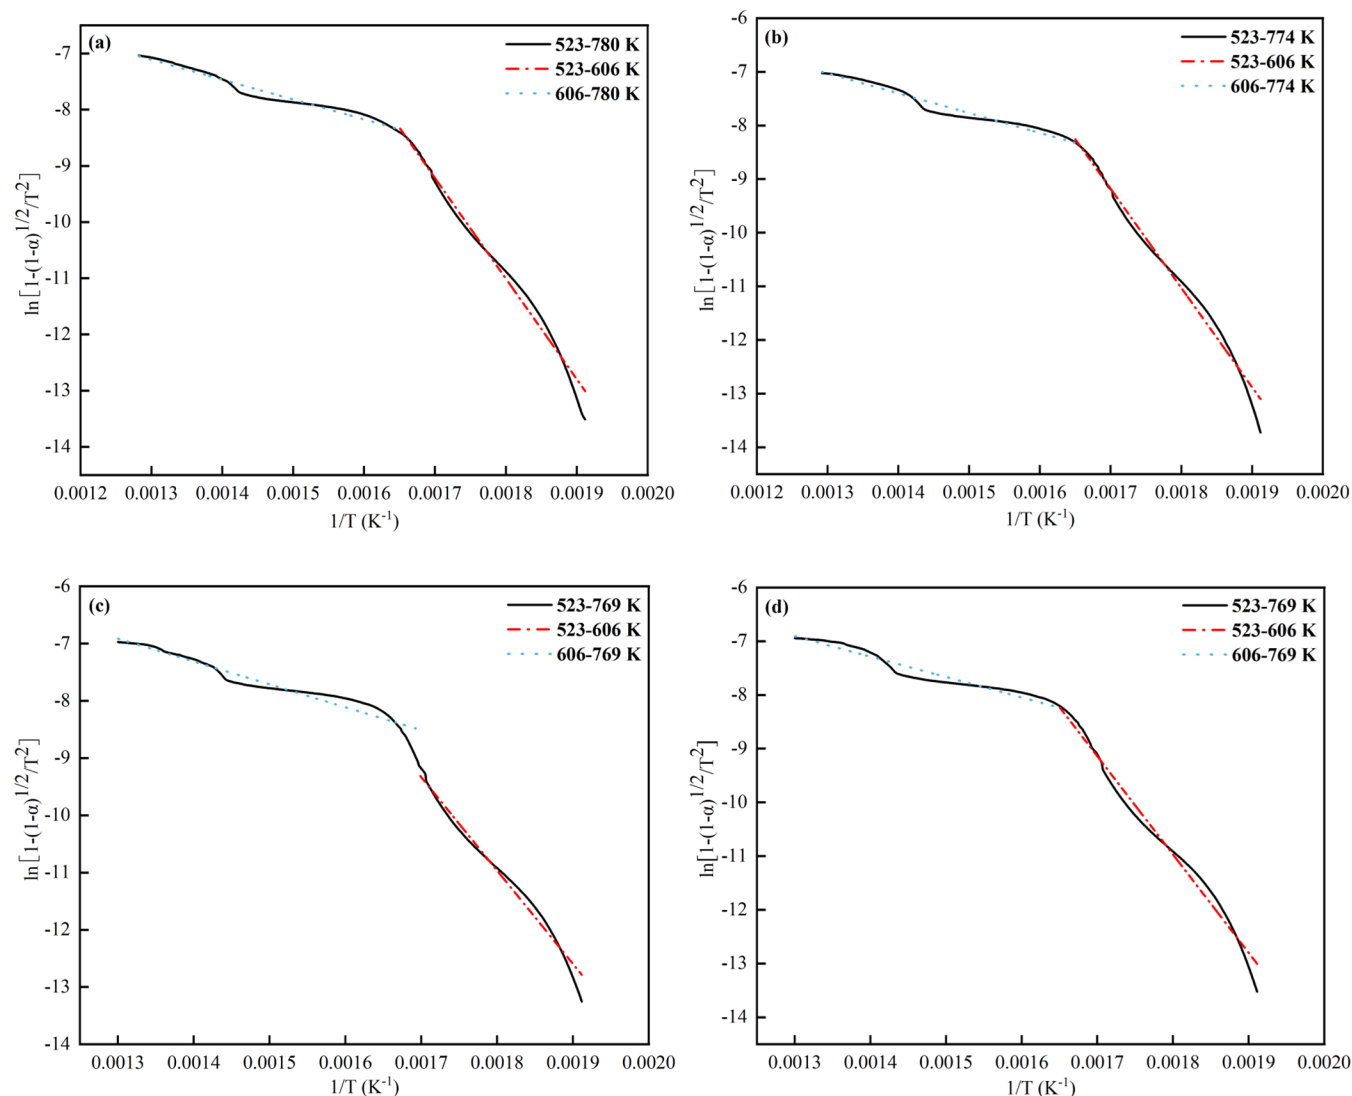 (a)
523-780 K
523-606 K
606-780 K
-7
-8
-9
-10
-11
-12
-13
-14
ln[1-(1-α)^1/2/T^2]
0.0012 0.0013 0.0014 0.0015 0.0016 0.0017 0.0018 0.0019 0.0020
1/T (K^-1)
(b)
523-774 K
523-606 K
606-774 K
-6
-7
-8
-9
-10
-11
-12
-13
-14
ln[1-(1-α)^1/2/T^2]
0.0012 0.0013 0.0014 0.0015 0.0016 0.0017 0.0018 0.0019 0.0020
1/T (K^-1)
(c)
523-769 K
523-606 K
606-769 K
-6
-7
-8
-9
-10
-11
-12
-13
-14
ln[1-(1-α)^1/2/T^2]
0.0013 0.0014 0.0015 0.0016 0.0017 0.0018 0.0019 0.0020
1/T (K^-1)
(d)
523-769 K
523-606 K
606-769 K
-6
-7
-8
-9
-10
-11
-12
-13
-14
ln[1-(1-α)^1/2/T^2]
0.0013 0.0014 0.0015 0.0016 0.0017 0.0018 0.0019 0.0020
1/T (K^-1)